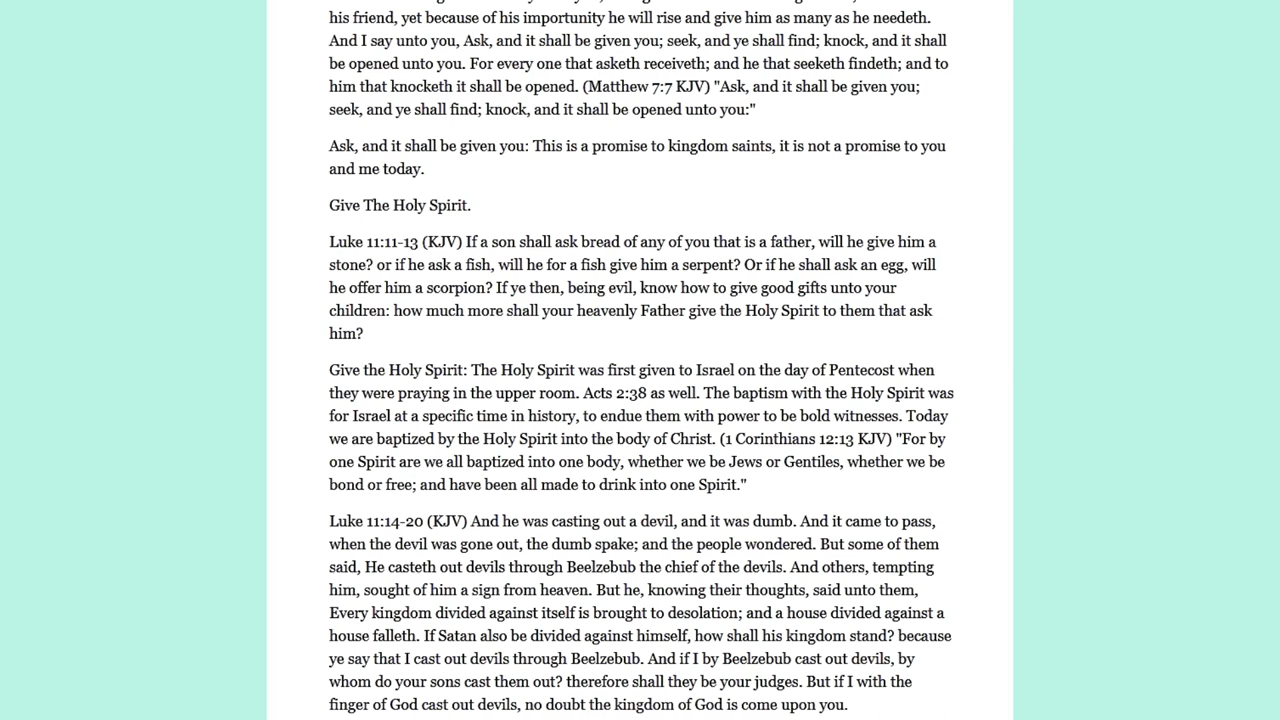 his friend, yet because of his importunity he will rise and give him as many as he needeth.
And I say unto you, Ask, and it shall be given you; seek, and ye shall find; knock, and it shall
be opened unto you. For every one that asketh receiveth; and he that seeketh findeth; and to
him that knocketh it shall be opened. (Matthew 7:7 KJV) "Ask, and it shall be given you;
seek, and ye shall find; knock, and it shall be opened unto you:"
Ask, and it shall be given you: This is a promise to kingdom saints, it is not a promise to you
and me today.
Give The Holy Spirit.
Luke 11:11-13 (KJV) If a son shall ask bread of any of you that is a father, will he give him a
stone? or if he ask a fish, will he for a fish give him a serpent? Or if he shall ask an egg, will
he offer him a scorpion? If ye then, being evil, know how to give good gifts unto your
children: how much more shall your heavenly Father give the Holy Spirit to them that ask
him?
Give the Holy Spirit: The Holy Spirit was first given to Israel on the day of Pentecost when
they were praying in the upper room. Acts 2:38 as well. The baptism with the Holy Spirit was
for Israel at a specific time in history, to endue them with power to be bold witnesses. Today
we are baptized by the Holy Spirit into the body of Christ. (1 Corinthians 12:13 KJV) "For by
one Spirit are we all baptized into one body, whether we be Jews or Gentiles, whether we be
bond or free; and have been all made to drink into one Spirit."
Luke 11:14-20 (KJV) And he was casting out a devil, and it was dumb. And it came to pass,
when the devil was gone out, the dumb spake; and the people wondered. But some of them
said, He casteth out devils through Beelzebub the chief of the devils. And others, tempting
him, sought of him a sign from heaven. But he, knowing their thoughts, said unto them,
Every kingdom divided against itself is brought to desolation; and a house divided against a
house falleth. If Satan also be divided against himself, how shall his kingdom stand? because
ye say that I cast out devils through Beelzebub. And if I by Beelzebub cast out devils, by
whom do your sons cast them out? therefore shall they be your judges. But if I with the
finger of God cast out devils, no doubt the kingdom of God is come upon you.